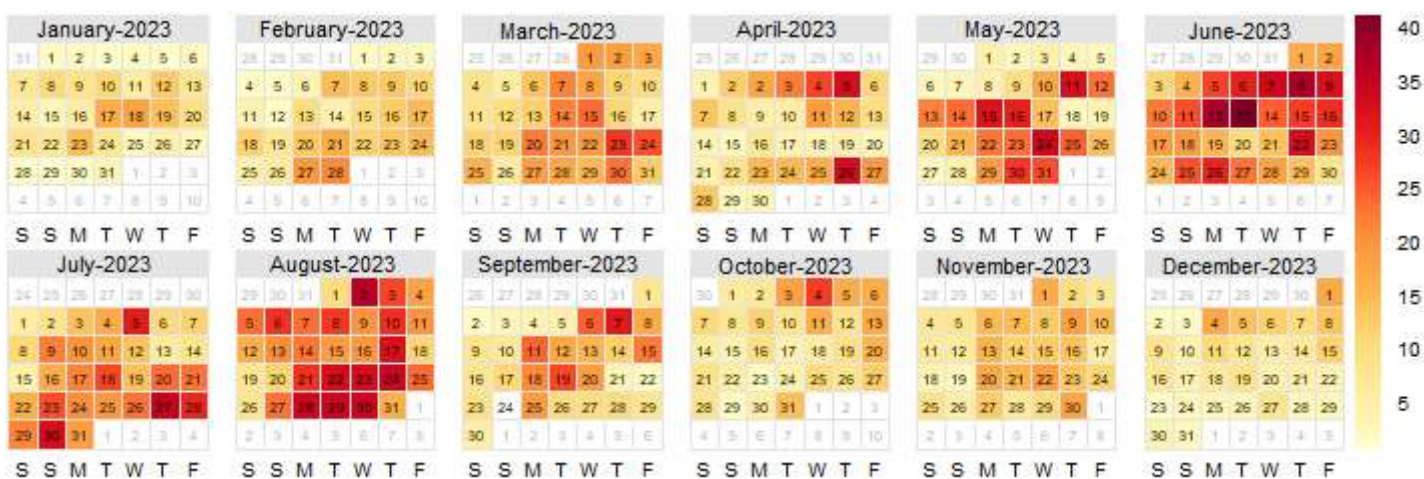 January-2023 February-2023 March-2023 April-2023 May-2023 June-2023 40
31 1 2 3 4 5 6 28 29 30 31 1 2 3 25 26 27 28 1 2 3 25 26 27 28 29 30 31 29 30 1 2 3 4 5 27 28 29 30 31 1 2
7 8 9 10 11 12 13 4 5 6 7 8 9 10 4 5 6 7 8 9 10 1 2 2 3 4 5 6 6 7 8 9 10 11 12 3 4 5 6 7 8 9 35
14 15 16 17 18 19 20 11 12 13 14 15 16 17 11 12 13 14 15 16 17 7 8 9 10 11 12 13 13 14 15 16 17 18 19 10 11 12 13 14 15 16
21 22 23 24 25 26 27 18 19 20 21 22 23 24 18 19 20 21 22 23 24 14 15 16 17 18 19 20 20 21 22 23 24 25 26 17 18 19 20 21 22 23 30
28 29 30 31 1 2 3 25 26 27 28 1 2 3 25 26 27 28 29 30 31 21 22 23 24 25 26 27 27 28 29 30 31 1 2 24 25 26 27 28 29 30
4 5 6 7 8 9 10 4 5 6 7 8 9 10 1 2 3 4 5 6 7 28 29 30 1 2 3 4 3 4 5 6 7 8 9 1 2 3 4 5 6 7 25
S S M T W T F S S M T W T F S S M T W T F S S M T W T F S S M T W T F S S M T W T F
July-2023 August-2023 September-2023 October-2023 November-2023 December-2023 20
24 25 26 27 28 29 30 29 30 31 1 2 3 4 26 27 28 29 30 31 1 30 1 2 3 4 5 6 28 29 30 31 1 2 3 25 26 27 28 29 30 1
1 2 3 4 5 6 7 5 6 7 8 9 10 11 2 3 4 5 6 7 8 7 8 9 10 11 12 13 4 5 6 7 8 9 10 2 3 4 5 6 7 8 15
8 9 10 11 12 13 14 12 13 14 15 16 17 18 9 10 11 12 13 14 15 14 15 16 17 18 19 20 11 12 13 14 15 16 17 9 10 11 12 13 14 15 10
15 16 17 18 19 20 21 19 20 21 22 23 24 25 16 17 18 19 20 21 22 21 22 23 24 25 26 27 18 19 20 21 22 23 24 16 17 18 19 20 21 22
22 23 24 25 26 27 28 26 27 28 29 30 31 1 23 24 25 26 27 28 29 28 29 30 31 1 2 3 25 26 27 28 29 30 1 23 24 25 26 27 28 29 5
29 30 31 1 2 3 4 2 3 4 5 6 7 8 30 1 2 3 4 5 6 4 5 6 7 8 9 10 2 3 4 5 6 7 8 30 31 1 2 3 4 5
S S M T W T F S S M T W T F S S M T W T F S S M T W T F S S M T W T F S S M T W T F